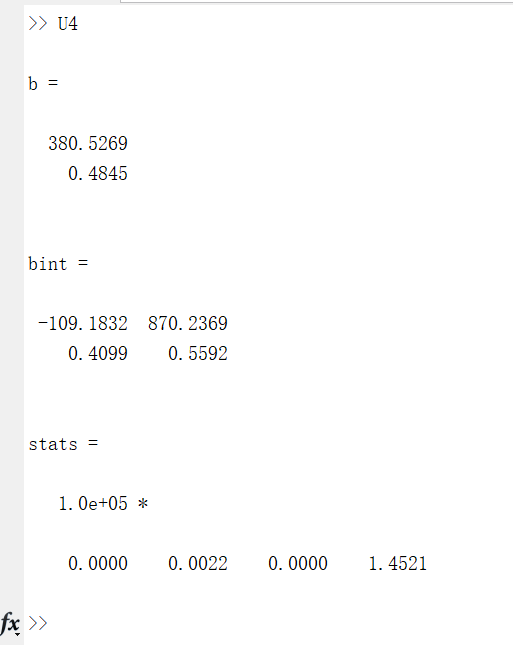 >> U4
b =
380.5269
0.4845
bint =
-109.1832 870.2369
0.4099 0.5592
stats =
1.0e+05 *
0.0000 0.0022 0.0000 1.4521
fx >>